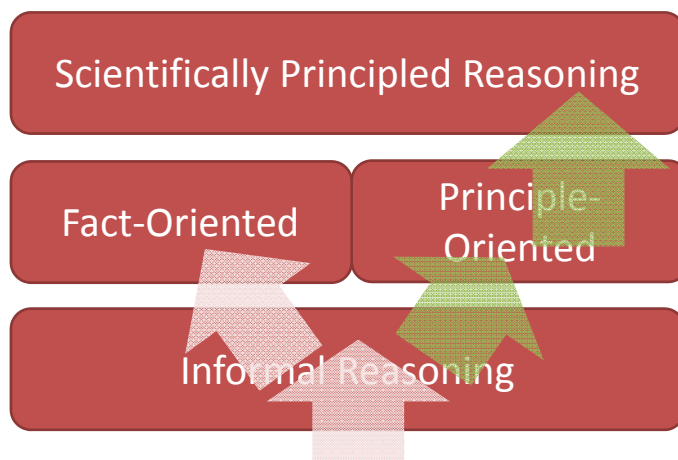 Scientifically Principled Reasoning
Fact-Oriented
Principle-
Oriented
Informal Reasoning